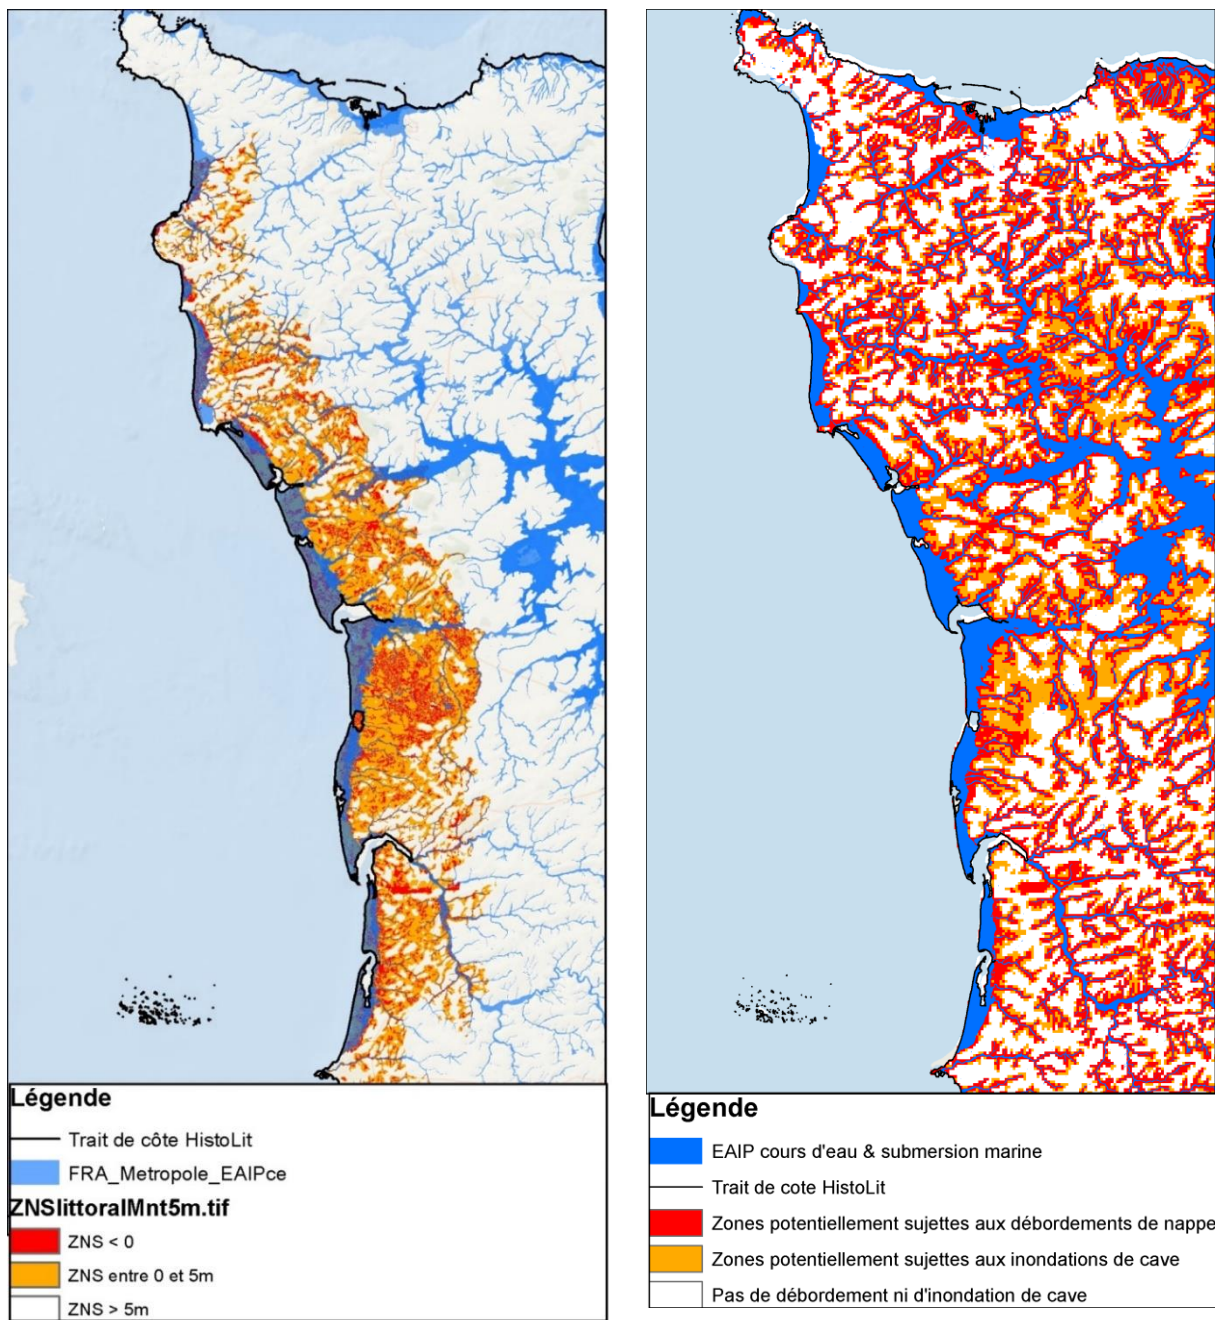 Légende
Trait de côte HistoLit
FRA_Metropole_EAIPce
ZNSlittoralMnt5m.tif
ZNS < 0
ZNS entre 0 et 5m
ZNS > 5m
Légende
EAIP cours d'eau & submersion marine
Trait de cote HistoLit
Zones potentiellement sujettes aux débordements de nappe
Zones potentiellement sujettes aux inondations de cave
Pas de débordement ni d'inondation de cave